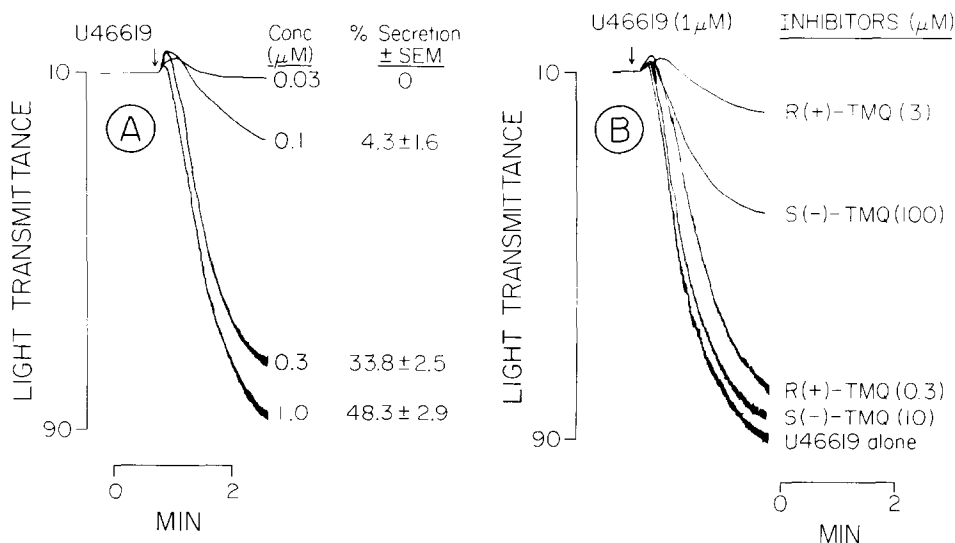 U46619
Conc
(μM)
% Secretion
± SEM
10
0.03
0
A
0.1
4.3±1.6
LIGHT TRANSMITTANCE
0.3
33.8±2.5
1.0
48.3±2.9
90
0
2
MIN
U46619 (1μM)
INHIBITORS (μM)
10
R(+)-TMQ(3)
B
S(-)-TMQ(100)
LIGHT TRANSMITTANCE
R(+)-TMQ(0.3)
S(-)-TMQ(10)
U46619 alone
90
0
2
MIN